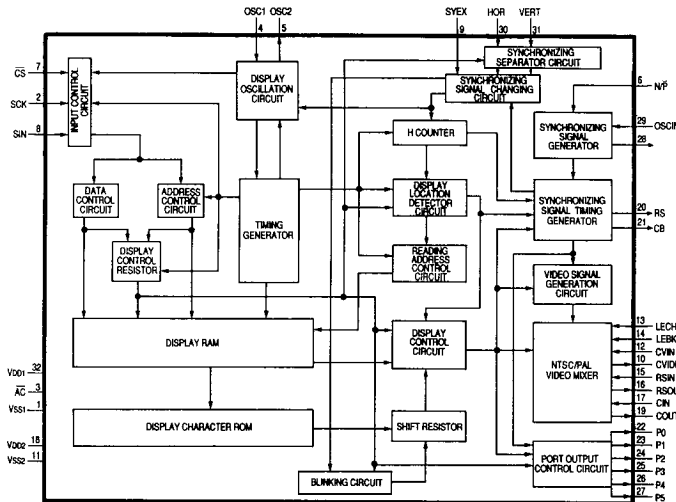 OSC1 OSC2 SYEX HOR VERT
4 5 9 30 31
SYNCHRONIZING
SEPARATOR CIRCUIT
CS 7
SCK 2
SIN 8
INPUT CONTROL
CIRCUIT
DISPLAY
OSCILLATION
CIRCUIT
SYNCHRONIZING
SIGNAL CHANGING
CIRCUIT
6 N/P
29 OSCIN
28
H COUNTER
SYNCHRONIZING
SIGNAL
GENERATOR
DATA
CONTROL
CIRCUIT
ADDRESS
CONTROL
CIRCUIT
TIMING
GENERATOR
DISPLAY
LOCATION
DETECTOR
CIRCUIT
SYNCHRONIZING
SIGNAL TIMING
GENERATOR
20 RS
21 CB
DISPLAY
CONTROL
RESISTOR
READING
ADDRESS
CONTROL
CIRCUIT
VIDEO SIGNAL
GENERATION
CIRCUIT
DISPLAY RAM
DISPLAY
CONTROL
CIRCUIT
NTSC/PAL
VIDEO MIXER
13 LECH
14 LEBK
12 CVIN
10 CVID
15 RSIN
16 RSOU
17 CIN
19 COUT
VDD1 32
AC 3
VSS1 1
VDD2 18
VSS2 11
DISPLAY CHARACTER ROM
SHIFT RESISTOR
BLINKING CIRCUIT
PORT OUTPUT
CONTROL CIRCUIT
22 P0
23 P1
24 P2
25 P3
26 P4
27 P5